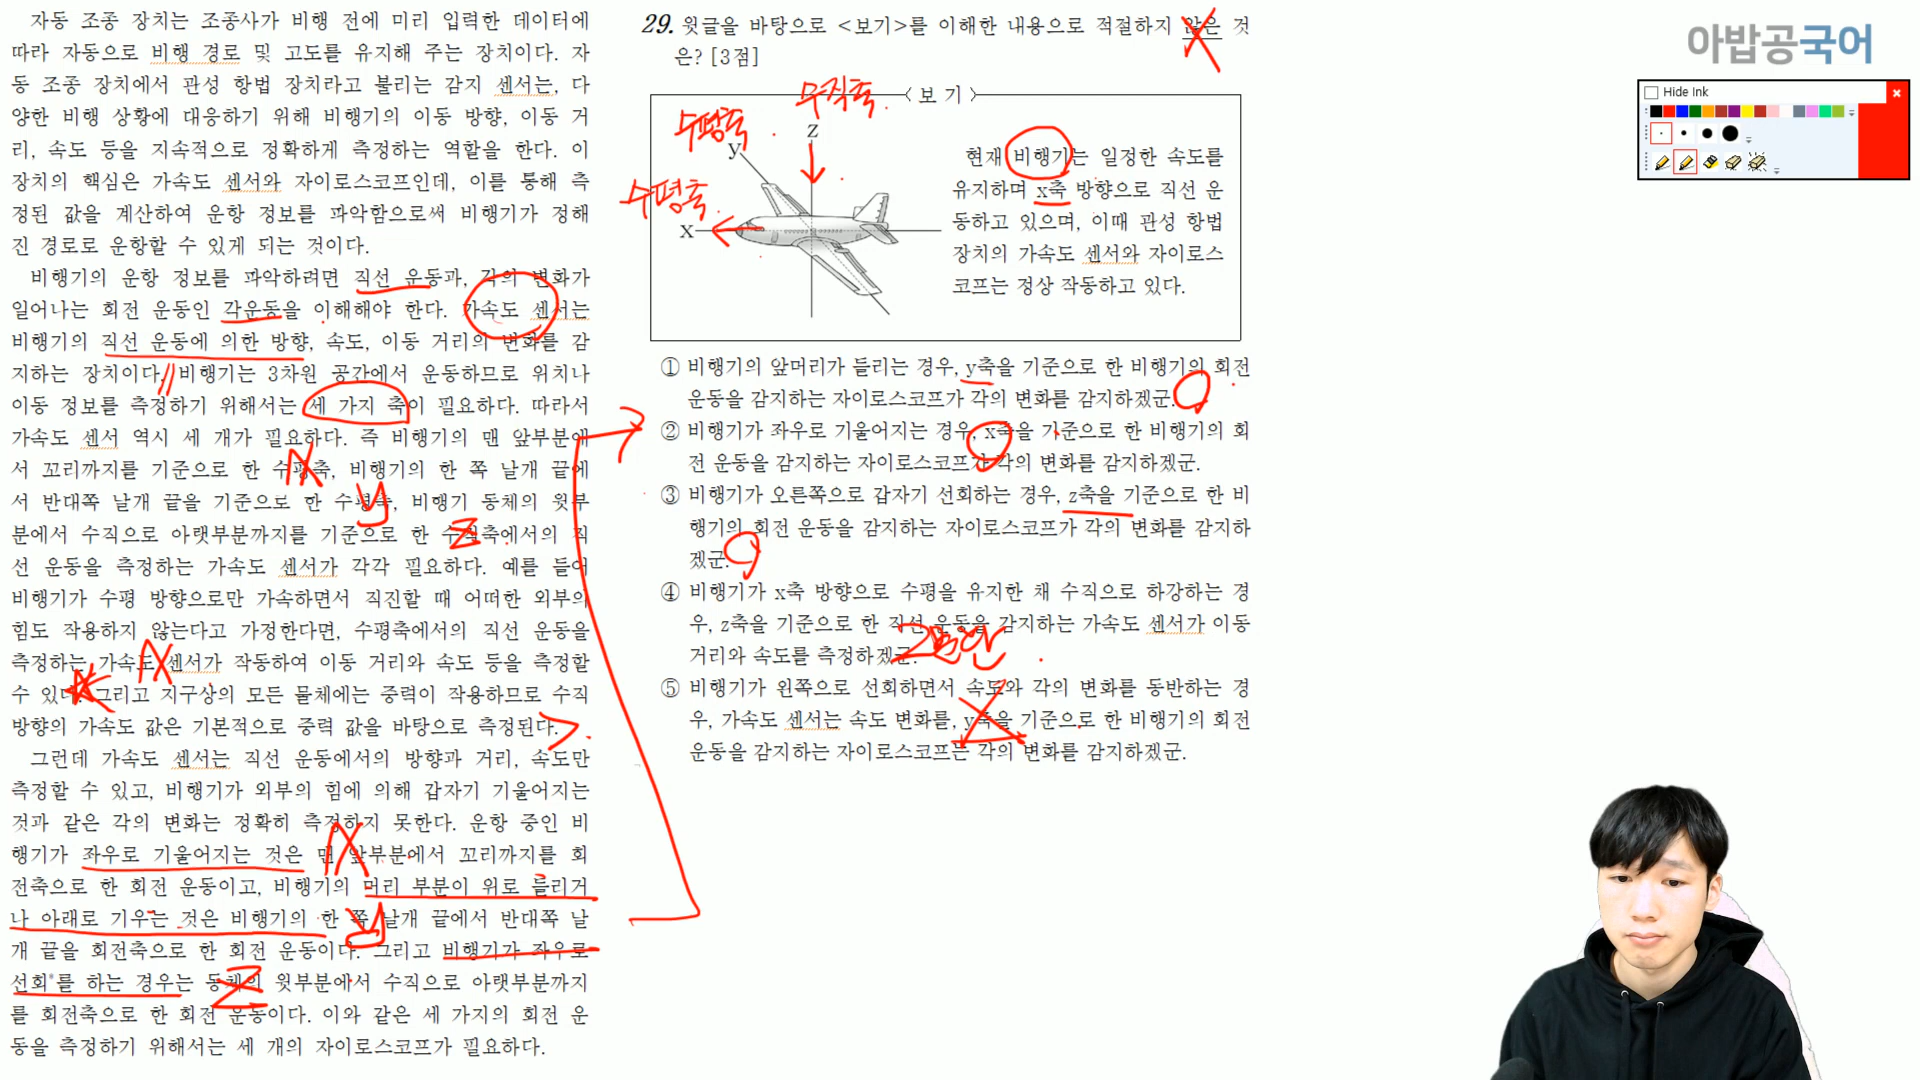 자동 조종 장치는 조종사가 비행 전에 미리 입력한 데이터에
따라 자동으로 비행 경로 및 고도를 유지해 주는 장치이다. 자
동 조종 장치에서 관성 항법 장치라고 불리는 감지 센서는, 다
양한 비행 상황에 대응하기 위해 비행기의 이동 방향, 이동 거
리, 속도 등을 지속적으로 정확하게 측정하는 역할을 한다. 이
장치의 핵심은 가속도 센서와 자이로스코프인데, 이를 통해 측
정된 값을 계산하여 운항 정보를 파악함으로써 비행기가 정해
진 경로로 운항할 수 있게 되는 것이다.
비행기의 운항 정보를 파악하려면 직선 운동과, 각의 변화가
일어나는 회전 운동인 각운동을 이해해야 한다. 가속도 센서는
비행기의 직선 운동에 의한 방향, 속도, 이동 거리의 변화를 감
지하는 장치이다. 비행기는 3차원 공간에서 운동하므로 위치나
이동 정보를 측정하기 위해서는 세 가지 축이 필요하다. 따라서
가속도 센서 역시 세 개가 필요하다. 즉 비행기의 맨 앞부분에
서 꼬리까지를 기준으로 한 수평축, 비행기의 한 쪽 날개 끝에
서 반대쪽 날개 끝을 기준으로 한 수평축, 비행기 동체의 윗부
분에서 수직으로 아랫부분까지를 기준으로 한 수직축에서의 직
선 운동을 측정하는 가속도 센서가 각각 필요하다. 예를 들어
비행기가 수평 방향으로만 가속하면서 직진할 때 어떠한 외부의
힘도 작용하지 않는다고 가정한다면, 수평축에서의 직선 운동을
측정하는 가속도 센서가 작동하여 이동 거리와 속도 등을 측정할
수 있다. 그리고 지구상의 모든 물체에는 중력이 작용하므로 수직
방향의 가속도 값은 기본적으로 중력 값을 바탕으로 측정된다.
그런데 가속도 센서는 직선 운동에서의 방향과 거리, 속도만
측정할 수 있고, 비행기가 외부의 힘에 의해 갑자기 기울어지는
것과 같은 각의 변화는 정확히 측정하지 못한다. 운항 중인 비
행기가 좌우로 기울어지는 것은 맨 앞부분에서 꼬리까지를 회
전축으로 한 회전 운동이고, 비행기의 머리 부분이 위로 들리거
나 아래로 기우는 것은 비행기의 한 쪽 날개 끝에서 반대쪽 날
개 끝을 회전축으로 한 회전 운동이다. 그리고 비행기가 좌우로
선회*를 하는 경우는 동체의 윗부분에서 수직으로 아랫부분까지
를 회전축으로 한 회전 운동이다. 이와 같은 세 가지의 회전 운
동을 측정하기 위해서는 세 개의 자이로스코프가 필요하다.
x
y
z
x
x
y
z
29. 윗글을 바탕으로 <보기>를 이해한 내용으로 적절하지 않은 것
은? [3점]
<보 기>
수직축
수평축
수평축
z
y
x
현재 비행기는 일정한 속도를
유지하며 x축 방향으로 직선 운
동하고 있으며, 이때 관성 항법
장치의 가속도 센서와 자이로스
코프는 정상 작동하고 있다.
① 비행기의 앞머리가 들리는 경우, y축을 기준으로 한 비행기의 회전
운동을 감지하는 자이로스코프가 각의 변화를 감지하겠군.
② 비행기가 좌우로 기울어지는 경우, x축을 기준으로 한 비행기의 회
전 운동을 감지하는 자이로스코프가 각의 변화를 감지하겠군.
③ 비행기가 오른쪽으로 갑자기 선회하는 경우, z축을 기준으로 한 비
행기의 회전 운동을 감지하는 자이로스코프가 각의 변화를 감지하
겠군.
④ 비행기가 x축 방향으로 수평을 유지한 채 수직으로 하강하는 경
우, z축을 기준으로 한 직선 운동을 감지하는 가속도 센서가 이동
거리와 속도를 측정하겠군.
⑤ 비행기가 왼쪽으로 선회하면서 속도와 각의 변화를 동반하는 경
우, 가속도 센서는 속도 변화를, y축을 기준으로 한 비행기의 회전
운동을 감지하는 자이로스코프는 각의 변화를 감지하겠군.
아밥공국어
Hide Ink